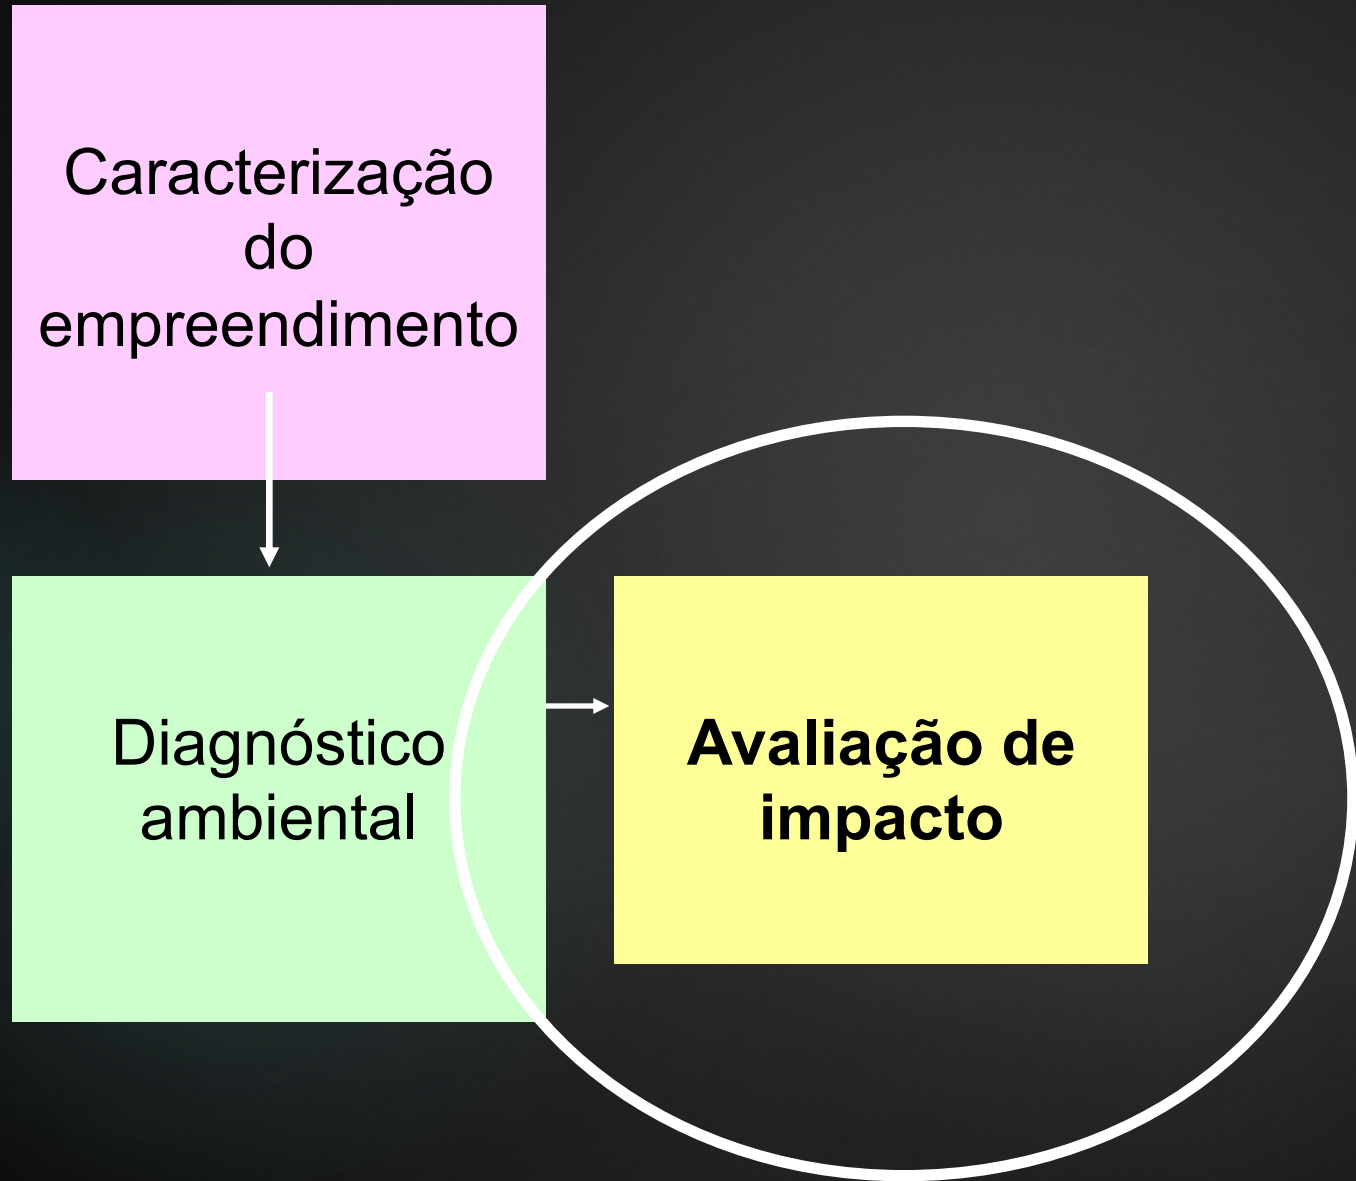 Caracterização
do
empreendimento
Diagnóstico
ambiental
Avaliação de
impacto